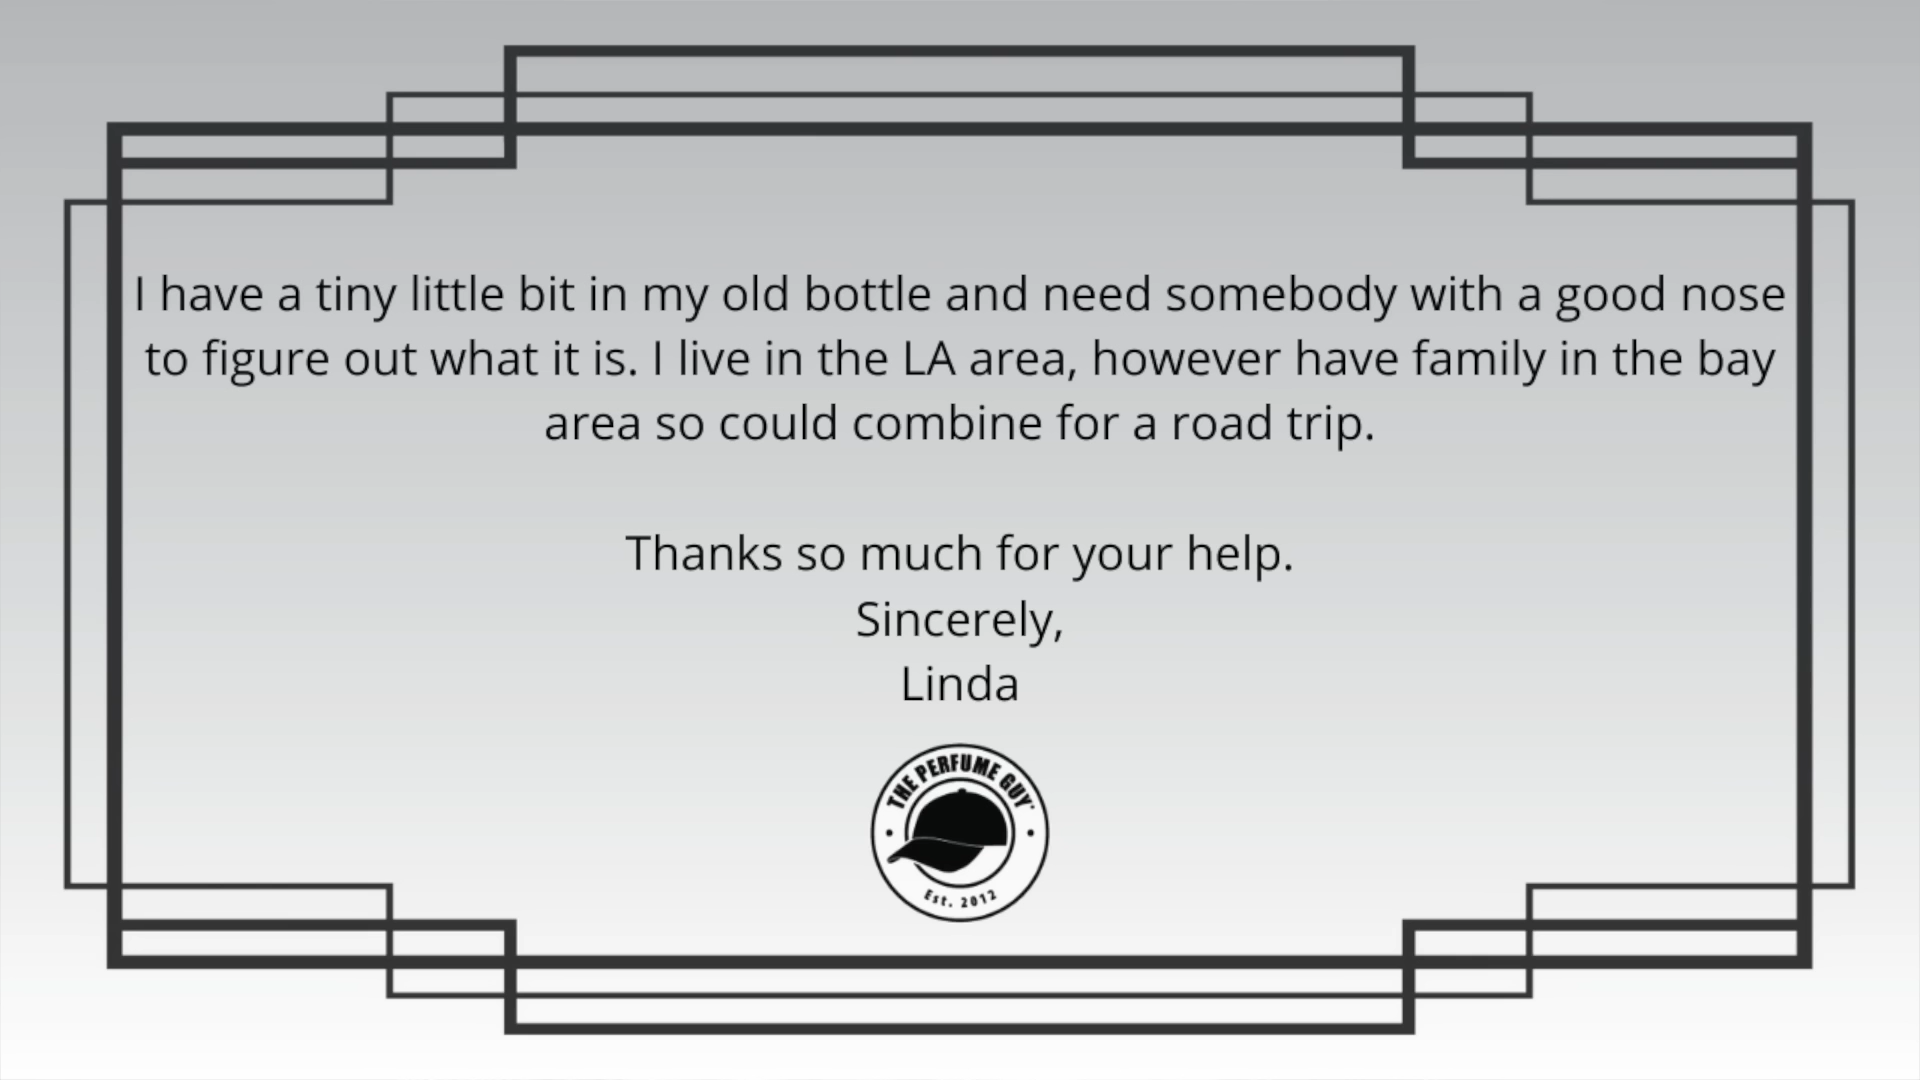 I have a tiny little bit in my old bottle and need somebody with a good nose
to figure out what it is. I live in the LA area, however have family in the bay
area so could combine for a road trip.
Thanks so much for your help.
Sincerely,
Linda
THE PERFUME GUY
Est. 2012